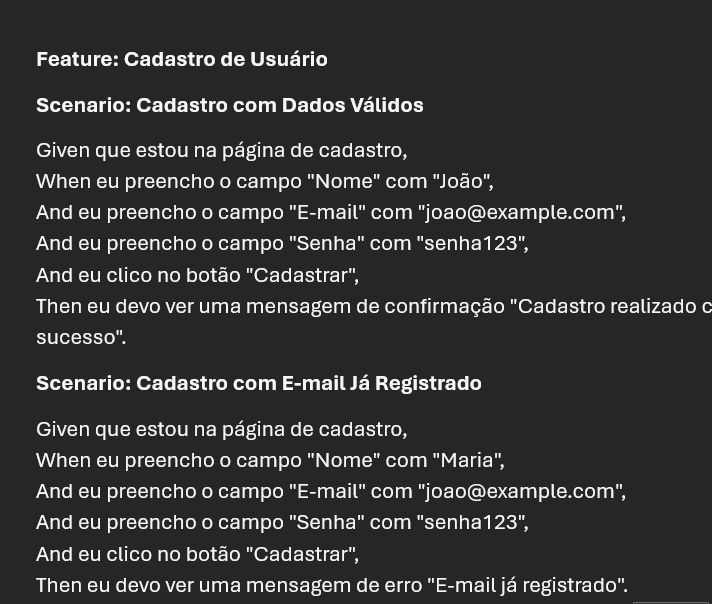 Feature: Cadastro de Usuário
Scenario: Cadastro com Dados Válidos
Given que estou na página de cadastro,
When eu preencho o campo "Nome" com "João",
And eu preencho o campo "E-mail" com "joao@example.com",
And eu preencho o campo "Senha" com "senha123",
And eu clico no botão "Cadastrar",
Then eu devo ver uma mensagem de confirmação "Cadastro realizado c
sucesso".
Scenario: Cadastro com E-mail Já Registrado
Given que estou na página de cadastro,
When eu preencho o campo "Nome" com "Maria",
And eu preencho o campo "E-mail" com "joao@example.com",
And eu preencho o campo "Senha" com "senha123",
And eu clico no botão "Cadastrar",
Then eu devo ver uma mensagem de erro "E-mail já registrado".